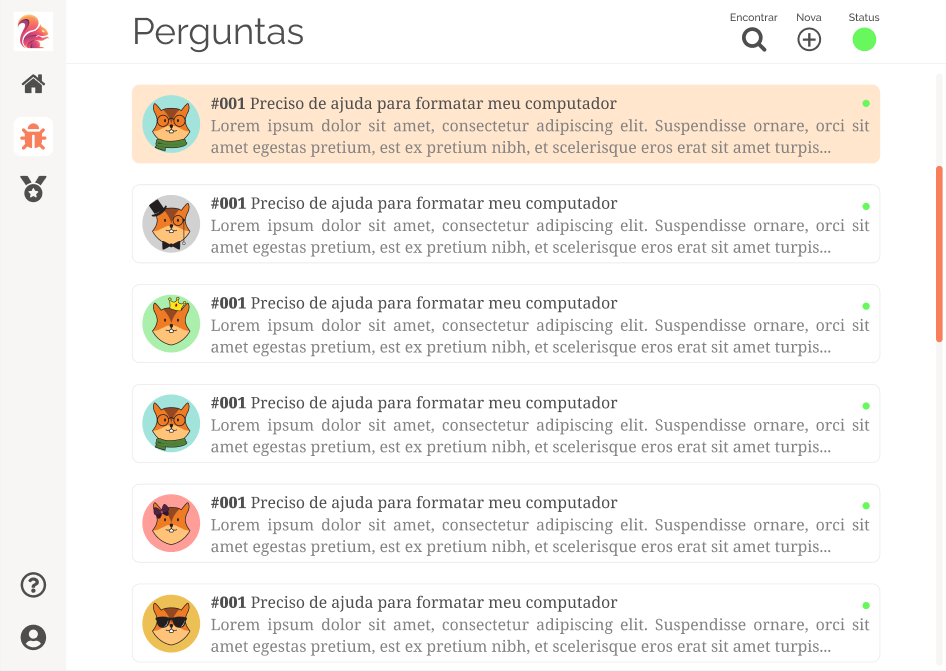 Perguntas
Encontrar
Nova
Status
#001 Preciso de ajuda para formatar meu computador
Lorem ipsum dolor sit amet, consectetur adipiscing elit. Suspendisse ornare, orci sit
amet egestas pretium, est ex pretium nibh, et scelerisque eros erat sit amet turpis...
#001 Preciso de ajuda para formatar meu computador
Lorem ipsum dolor sit amet, consectetur adipiscing elit. Suspendisse ornare, orci sit
amet egestas pretium, est ex pretium nibh, et scelerisque eros erat sit amet turpis...
#001 Preciso de ajuda para formatar meu computador
Lorem ipsum dolor sit amet, consectetur adipiscing elit. Suspendisse ornare, orci sit
amet egestas pretium, est ex pretium nibh, et scelerisque eros erat sit amet turpis...
#001 Preciso de ajuda para formatar meu computador
Lorem ipsum dolor sit amet, consectetur adipiscing elit. Suspendisse ornare, orci sit
amet egestas pretium, est ex pretium nibh, et scelerisque eros erat sit amet turpis...
#001 Preciso de ajuda para formatar meu computador
Lorem ipsum dolor sit amet, consectetur adipiscing elit. Suspendisse ornare, orci sit
amet egestas pretium, est ex pretium nibh, et scelerisque eros erat sit amet turpis...
#001 Preciso de ajuda para formatar meu computador
Lorem ipsum dolor sit amet, consectetur adipiscing elit. Suspendisse ornare, orci sit
amet egestas pretium, est ex pretium nibh, et scelerisque eros erat sit amet turpis...